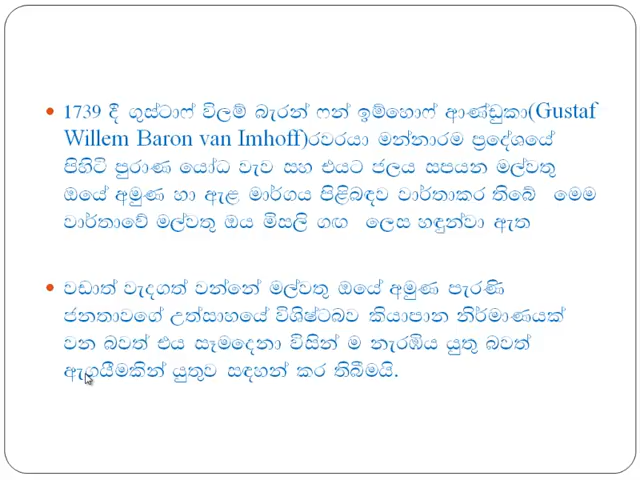 1739 දී ගුස්ටාෆ් විලම් බැරන් ෆන් ඉම්හොෆ් ආණ්ඩුකා(Gustaf
Willem Baron van Imhoff)රවරයා මන්නාරම ප්‍රදේශයේ
පිහිටි පුරාණ යෝධ වැව සහ එයට ජලය සපයන මල්වතු
ඔයේ අමුණ හා ඇළ මාර්ගය පිළිබඳව වාර්තාකර තිබේ මෙම
වාර්තාවේ මල්වතු ඔය මිසලි ගඟ ලෙස හඳුන්වා ඇත
වඩාත් වැදගත් වන්නේ මල්වතු ඔයේ අමුණ පැරණි
ජනතාවගේ උත්සාහයේ විශිෂ්ටබව කියාපාන නිර්මාණයක්
වන බවත් එය සෑමදෙනා විසින් ම නැරඹිය යුතු බවත්
ඇගයීමකින් යුතුව සඳහන් කර තිබීමයි.